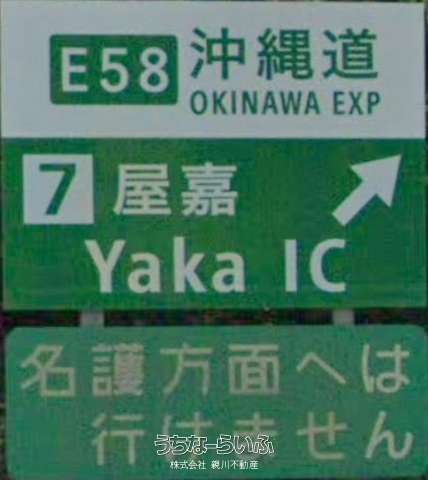 E58 沖縄道
OKINAWA EXP
7 屋嘉
Yaka IC
名護方面へは
行けません
うちなーらいふ
株式会社 親川不動産